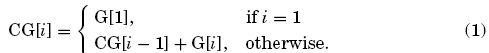 CG[i] = { G[1], if i = 1
CG[i − 1] + G[i], otherwise. (1)